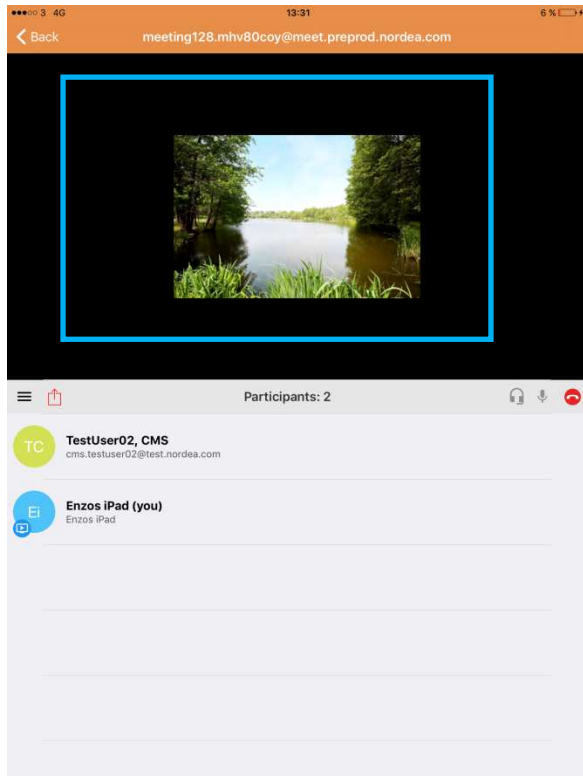 3 4G 13:31 6 %
Back meeting128.mhv80coy@meet.preprod.nordea.com
Participants: 2
TC TestUser02, CMS
cms.testuser02@test.nordea.com
Ei Enzos iPad (you)
Enzos iPad